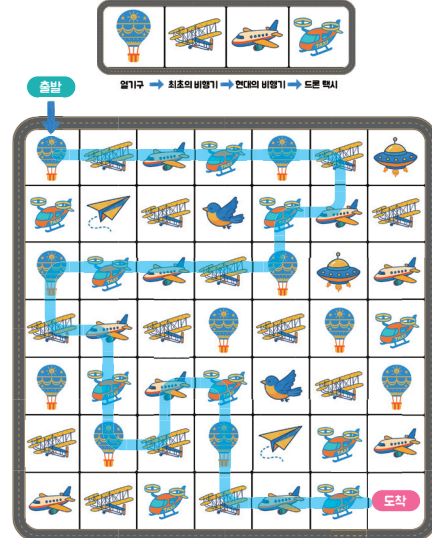 열기구 → 최초의 비행기 → 현대의 비행기 → 드론 택시
출발
도착